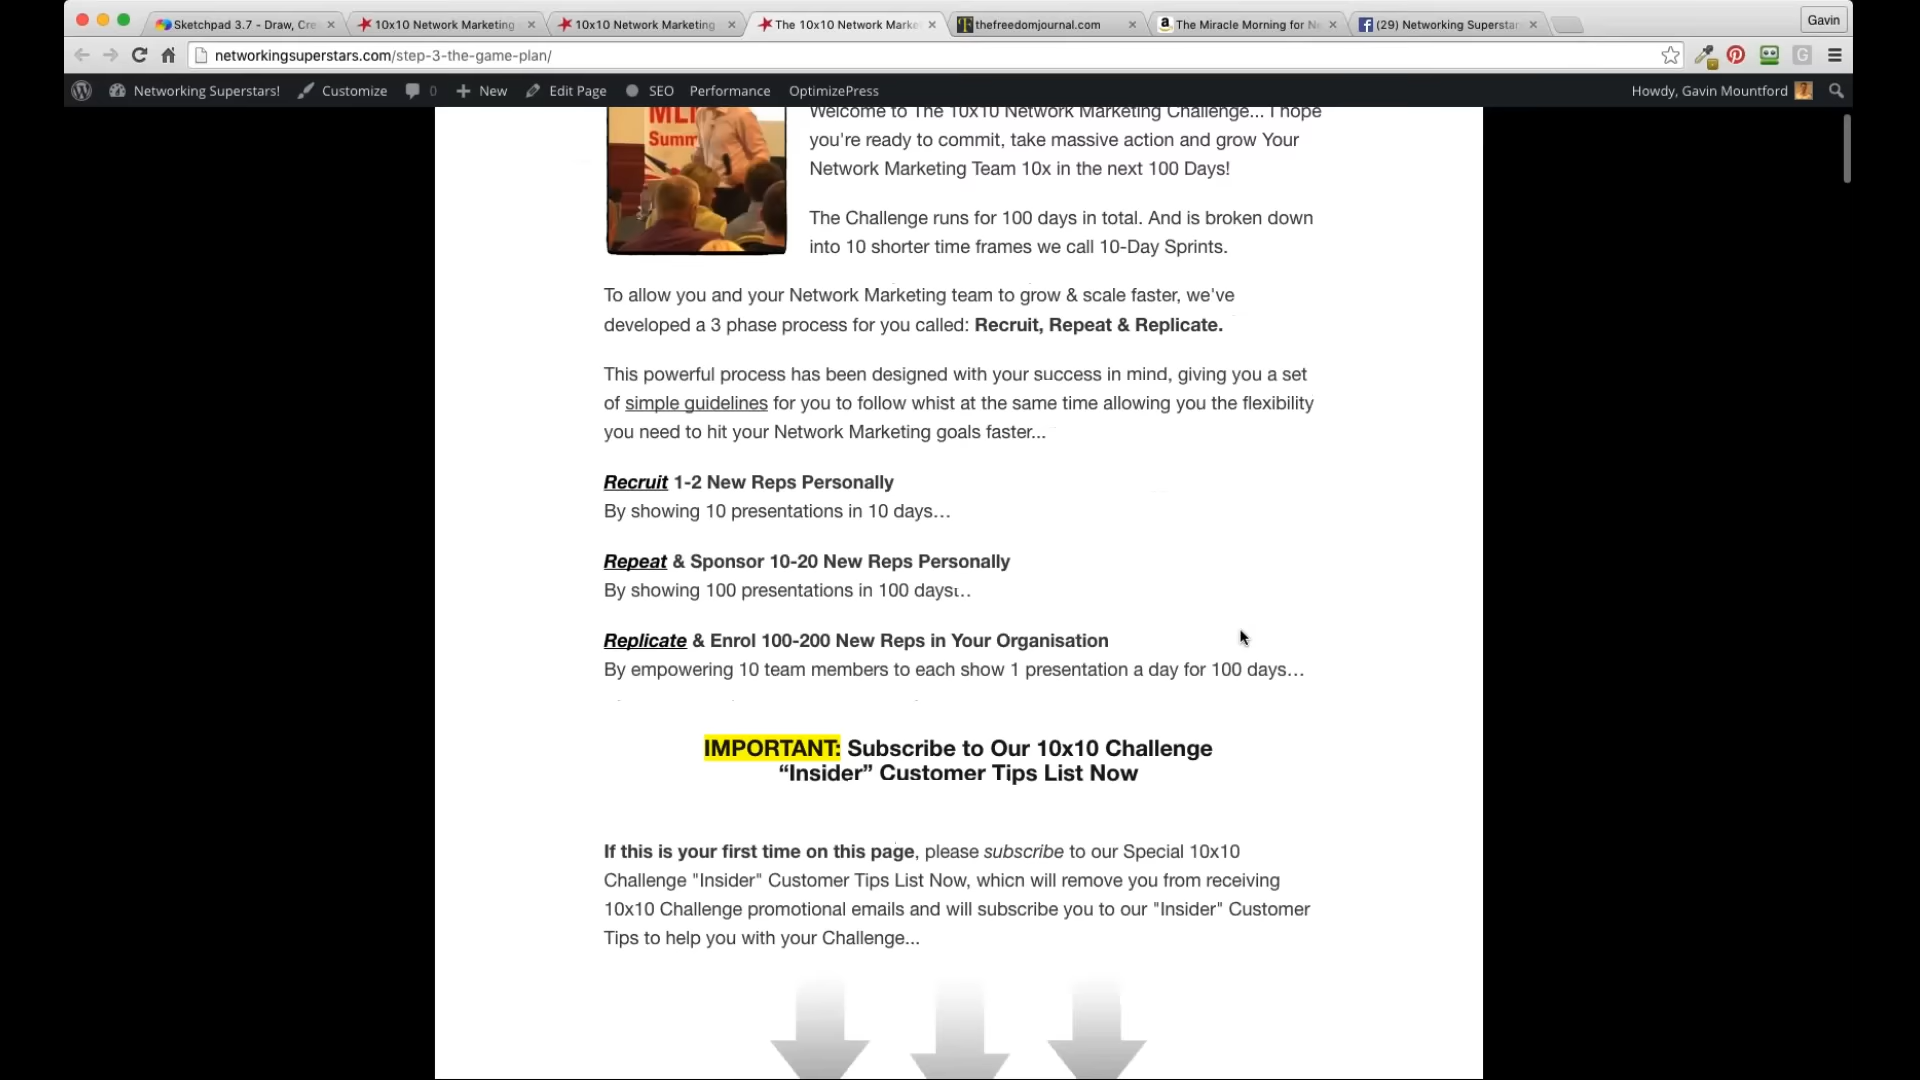 Sketchpad 3.7 - Draw, Cre
10x10 Network Marketing
10x10 Network Marketing
The 10x10 Network Marke
thefreedomjournal.com
The Miracle Morning for Ne
(29) Networking Superstar
Gavin
networkingsuperstars.com/step-3-the-game-plan/
Networking Superstars!
Customize
0
New
Edit Page
SEO
Performance
OptimizePress
Howdy, Gavin Mountford
MLM
Summ
Welcome to The 10x10 Network Marketing Challenge... I hope
you're ready to commit, take massive action and grow Your
Network Marketing Team 10x in the next 100 Days!
The Challenge runs for 100 days in total. And is broken down
into 10 shorter time frames we call 10-Day Sprints.
To allow you and your Network Marketing team to grow & scale faster, we've
developed a 3 phase process for you called: Recruit, Repeat & Replicate.
This powerful process has been designed with your success in mind, giving you a set
of simple guidelines for you to follow whist at the same time allowing you the flexibility
you need to hit your Network Marketing goals faster...
Recruit 1-2 New Reps Personally
By showing 10 presentations in 10 days…
Repeat & Sponsor 10-20 New Reps Personally
By showing 100 presentations in 100 days…
Replicate & Enrol 100-200 New Reps in Your Organisation
By empowering 10 team members to each show 1 presentation a day for 100 days…
IMPORTANT: Subscribe to Our 10x10 Challenge
“Insider” Customer Tips List Now
If this is your first time on this page, please subscribe to our Special 10x10
Challenge "Insider" Customer Tips List Now, which will remove you from receiving
10x10 Challenge promotional emails and will subscribe you to our "Insider" Customer
Tips to help you with your Challenge...